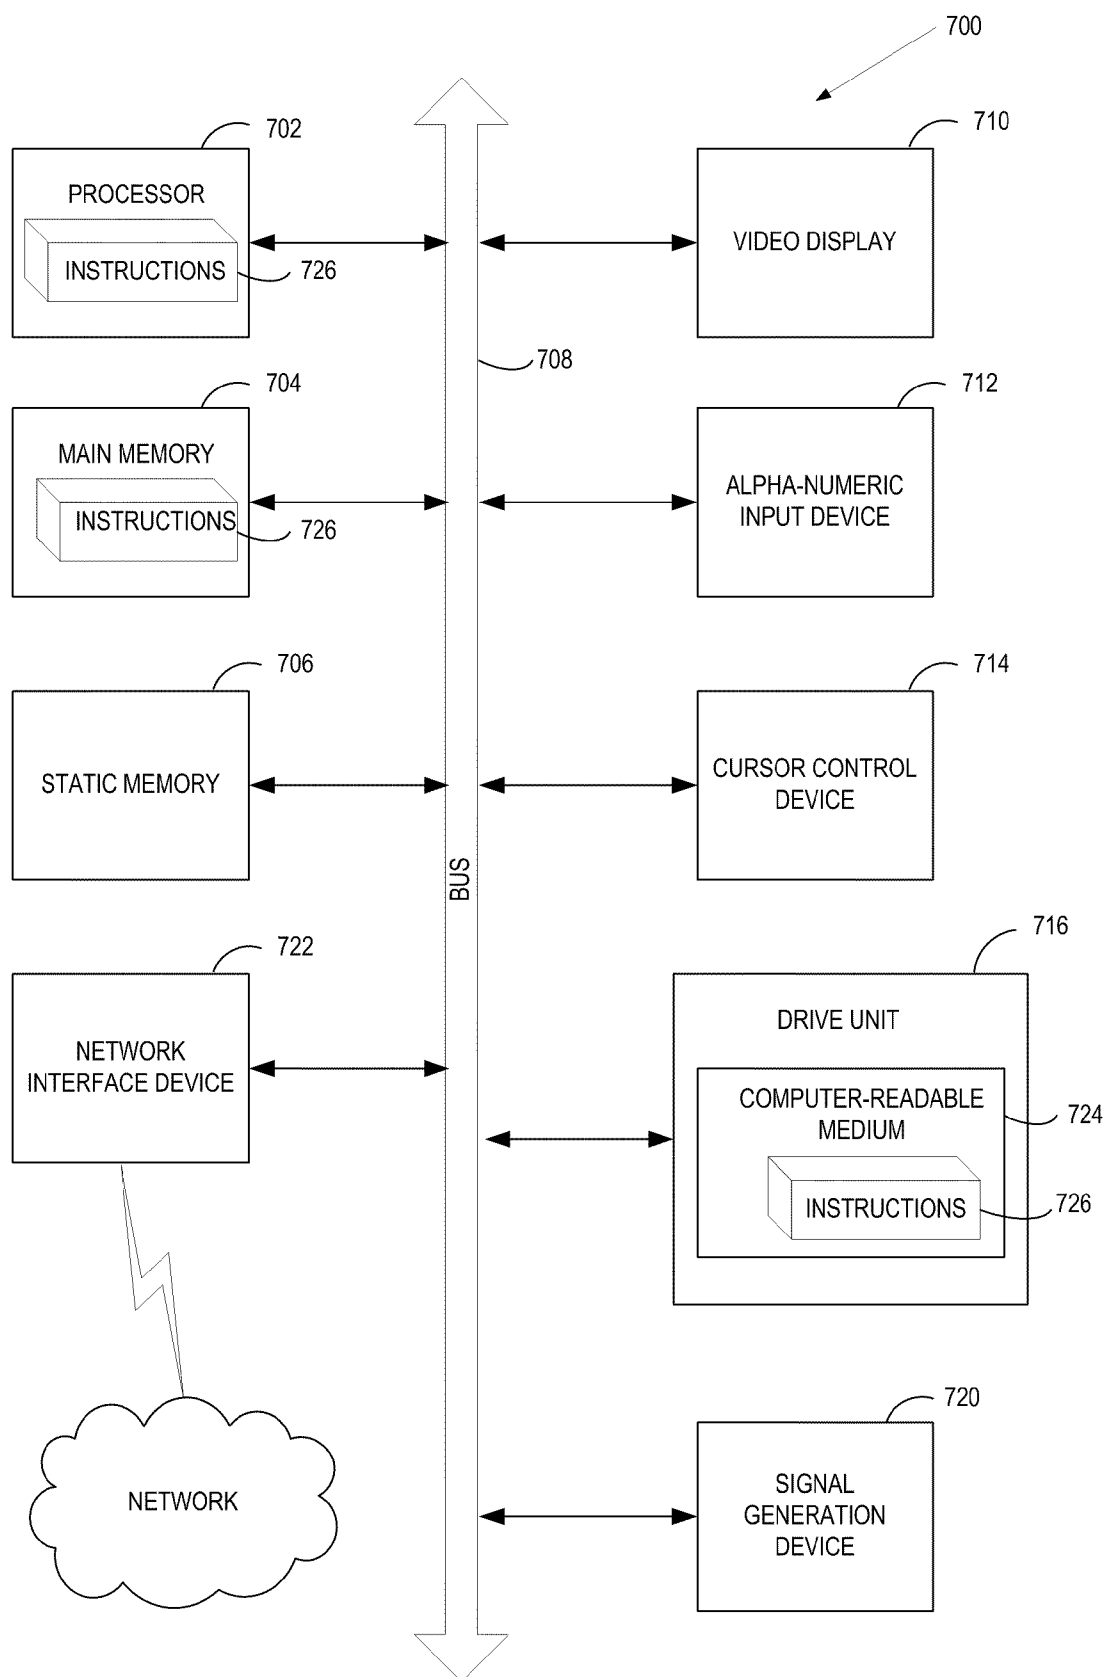 700
702
710
PROCESSOR
INSTRUCTIONS
726
VIDEO DISPLAY
708
704
712
MAIN MEMORY
INSTRUCTIONS
726
ALPHA-NUMERIC
INPUT DEVICE
706
714
STATIC MEMORY
CURSOR CONTROL
DEVICE
BUS
722
716
NETWORK
INTERFACE DEVICE
DRIVE UNIT
COMPUTER-READABLE
MEDIUM
724
INSTRUCTIONS
726
720
NETWORK
SIGNAL
GENERATION
DEVICE